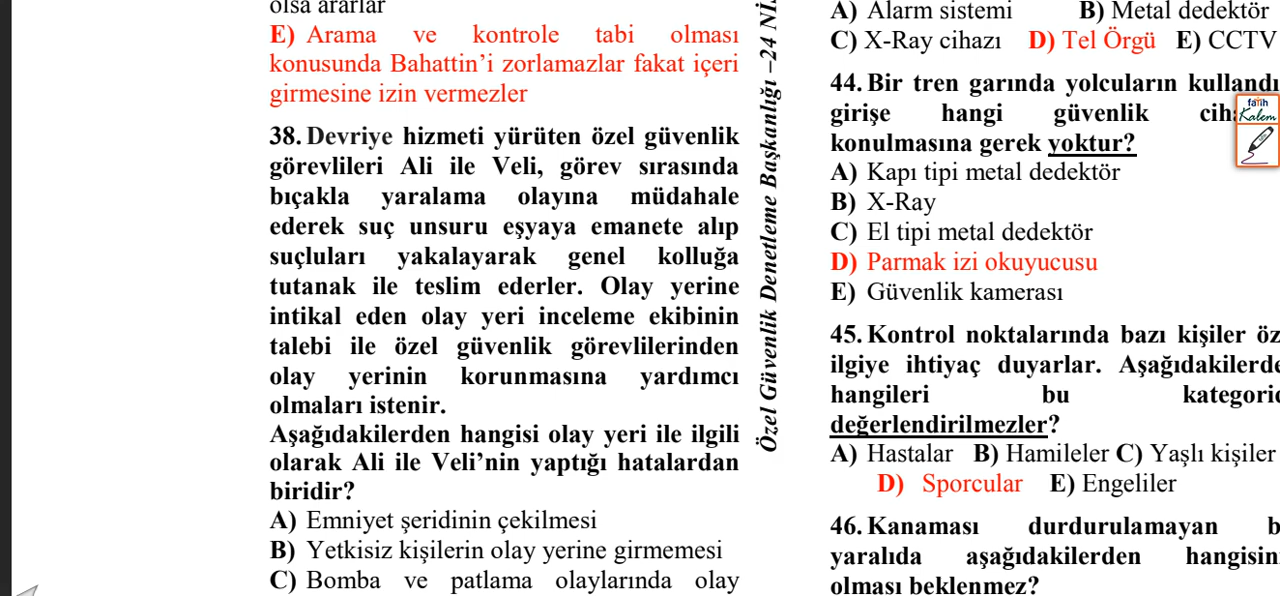 olsa ararlar
E) Arama ve kontrole tabi olması
konusunda Bahattin’i zorlamazlar fakat içeri
girmesine izin vermezler
38. Devriye hizmeti yürüten özel güvenlik
görevlileri Ali ile Veli, görev sırasında
bıçakla yaralama olayına müdahale
ederek suç unsuru eşyaya emanete alıp
suçluları yakalayarak genel kolluğa
tutanak ile teslim ederler. Olay yerine
intikal eden olay yeri inceleme ekibinin
talebi ile özel güvenlik görevlilerinden
olay yerinin korunmasına yardımcı
olmaları istenir.
Aşağıdakilerden hangisi olay yeri ile ilgili
olarak Ali ile Veli’nin yaptığı hatalardan
biridir?
A) Emniyet şeridinin çekilmesi
B) Yetkisiz kişilerin olay yerine girmemesi
C) Bomba ve patlama olaylarında olay
Özel Güvenlik Denetleme Başkanlığı –24
A) Alarm sistemi B) Metal dedektör
C) X-Ray cihazı D) Tel Örgü E) CCTV
44. Bir tren garında yolcuların
girişe hangi güvenlik
konulmasına gerek yoktur?
A) Kapı tipi metal dedektör
B) X-Ray
C) El tipi metal dedektör
D) Parmak izi okuyucusu
E) Güvenlik kamerası
45. Kontrol noktalarında bazı kişiler
ilgiye ihtiyaç duyarlar.
hangileri bu
değerlendirilmezler?
A) Hastalar B) Hamileler C) Yaşlı kişiler
D) Sporcular E) Engeliler
46. Kanaması durdurulamayan
yaralıda aşağıdakilerden
olması beklenmez?
fatih
Kalem